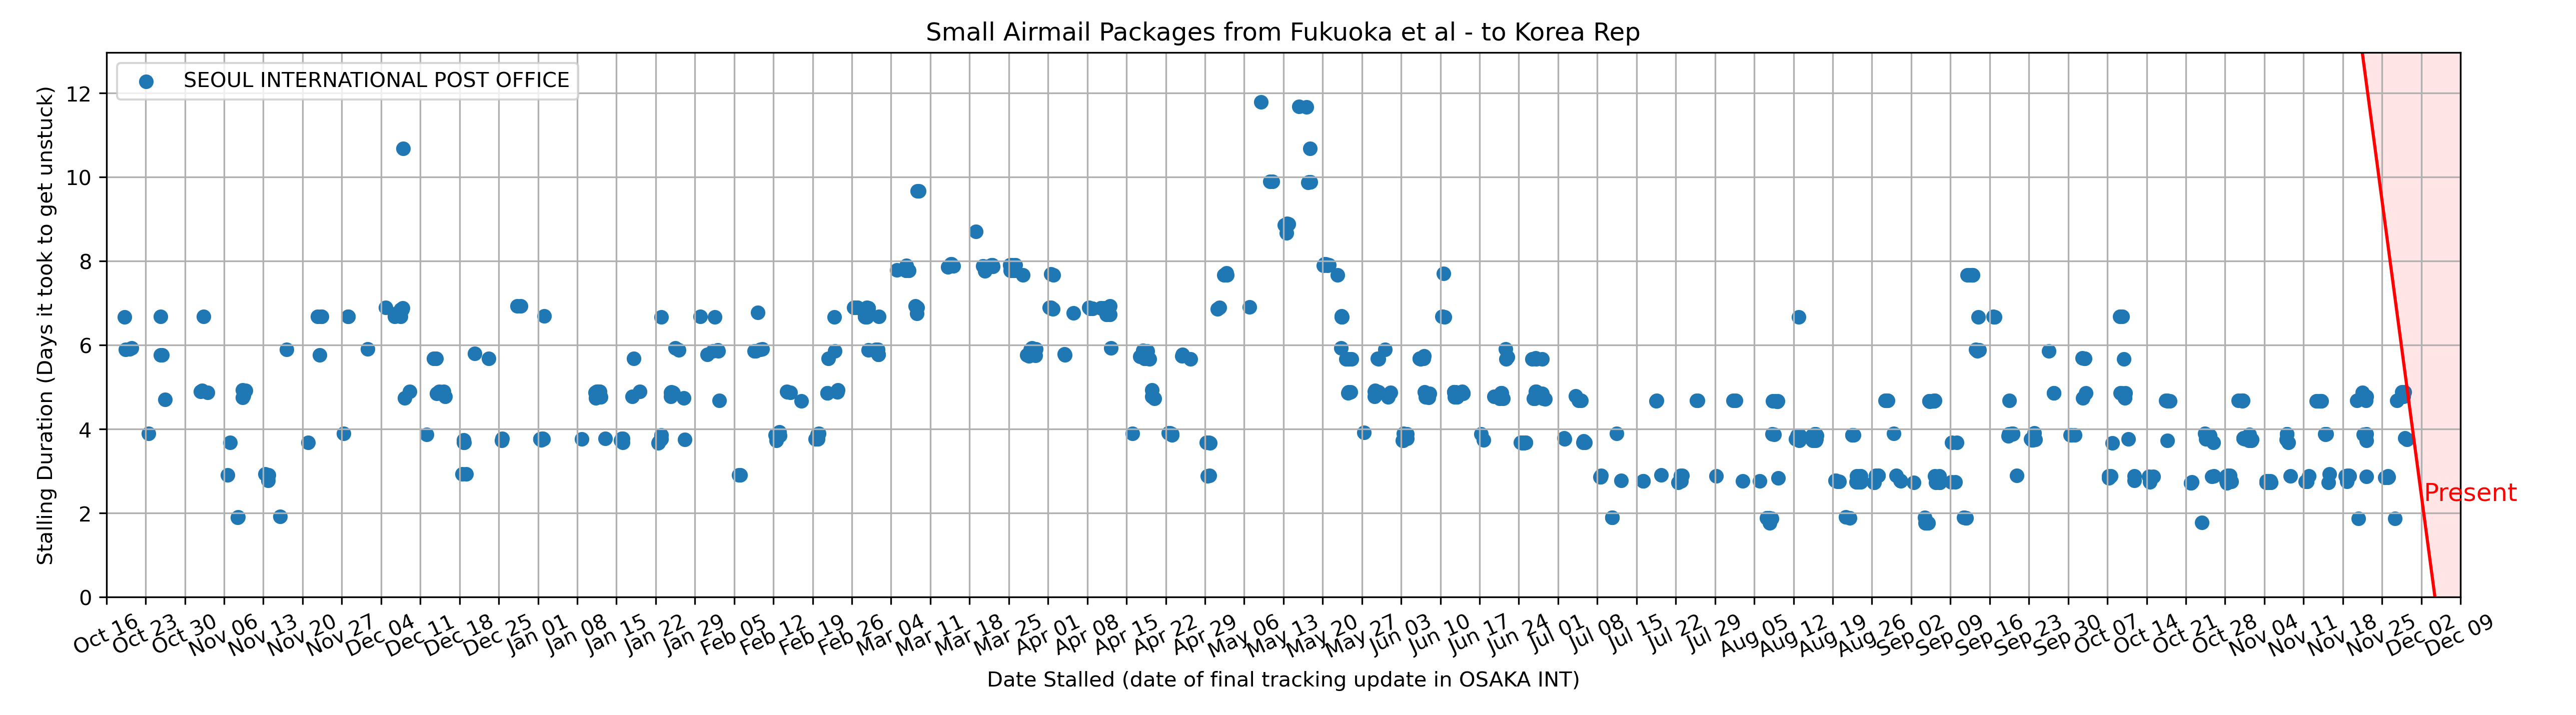 Small Airmail Packages from Fukuoka et al - to Korea Rep
SEOUL INTERNATIONAL POST OFFICE
Stalling Duration (Days it took to get unstuck)
12
10
8
6
4
2
0
Present
Oct 16 Oct 23 Oct 30 Nov 06 Nov 13 Nov 20 Nov 27 Dec 04 Dec 11 Dec 18 Dec 25 Jan 01 Jan 08 Jan 15 Jan 22 Jan 29 Feb 05 Feb 12 Feb 19 Feb 26 Mar 04 Mar 11 Mar 18 Mar 25 Apr 01 Apr 08 Apr 15 Apr 22 Apr 29 May 06 May 13 May 20 May 27 Jun 03 Jun 10 Jun 17 Jun 24 Jul 01 Jul 08 Jul 15 Jul 22 Jul 29 Aug 05 Aug 12 Aug 19 Aug 26 Sep 02 Sep 09 Sep 16 Sep 23 Sep 30 Oct 07 Oct 14 Oct 21 Oct 28 Nov 04 Nov 11 Nov 18 Nov 25 Dec 02 Dec 09
Date Stalled (date of final tracking update in OSAKA INT)